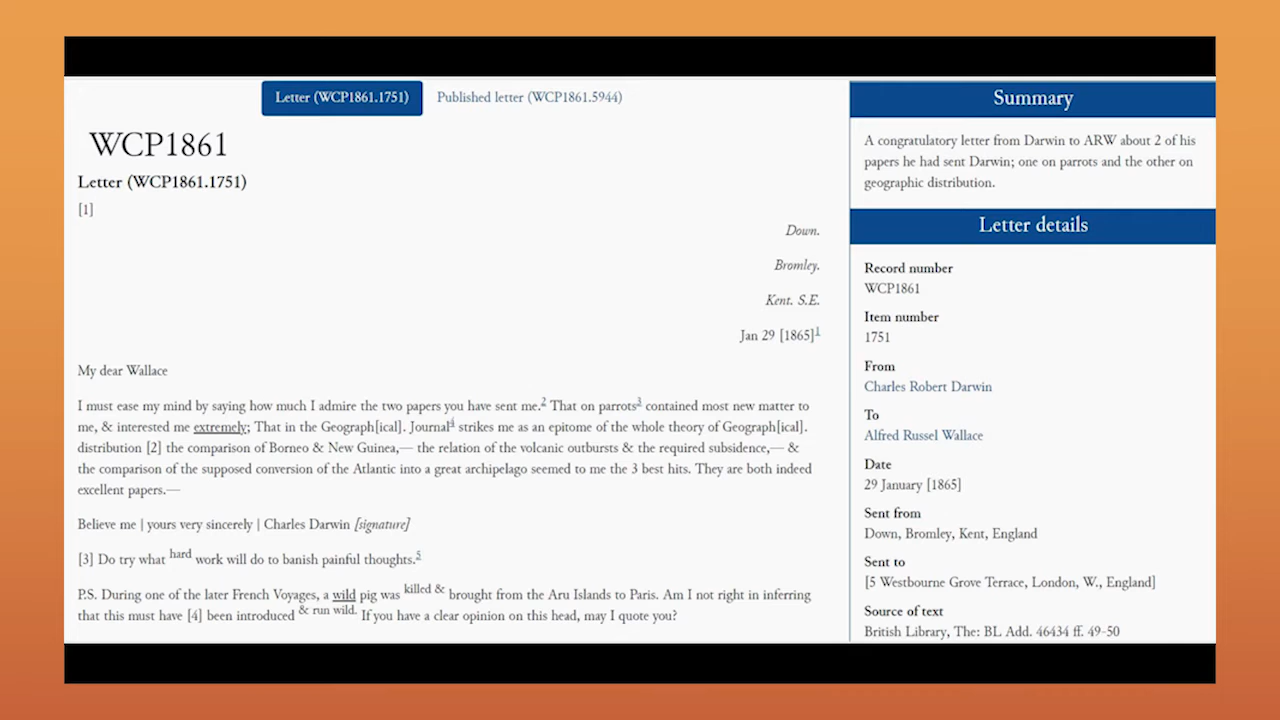 Letter (WCP1861.1751) Published letter (WCP1861.5944)
WCP1861
Letter (WCP1861.1751)
[1]
Down.
Bromley.
Kent. S.E.
Jan 29 [1865]1
My dear Wallace
I must ease my mind by saying how much I admire the two papers you have sent me.2 That on parrots3 contained most new matter to
me, & interested me extremely; That in the Geograph[ical]. Journal4 strikes me as an epitome of the whole theory of Geograph[ical].
distribution [2] the comparison of Borneo & New Guinea,— the relation of the volcanic outbursts & the required subsidence,— &
the comparison of the supposed conversion of the Atlantic into a great archipelago seemed to me the 3 best hits. They are both indeed
excellent papers.—
Believe me | yours very sincerely | Charles Darwin [signature]
[3] Do try what hard work will do to banish painful thoughts.5
P.S. During one of the later French Voyages, a wild pig was killed & brought from the Aru Islands to Paris. Am I not right in inferring
that this must have [4] been introduced & run wild. If you have a clear opinion on this head, may I quote you?
Summary
A congratulatory letter from Darwin to ARW about 2 of his
papers he had sent Darwin; one on parrots and the other on
geographic distribution.
Letter details
Record number
WCP1861
Item number
1751
From
Charles Robert Darwin
To
Alfred Russel Wallace
Date
29 January [1865]
Sent from
Down, Bromley, Kent, England
Sent to
[5 Westbourne Grove Terrace, London, W., England]
Source of text
British Library, The: BL Add. 46434 ff. 49-50